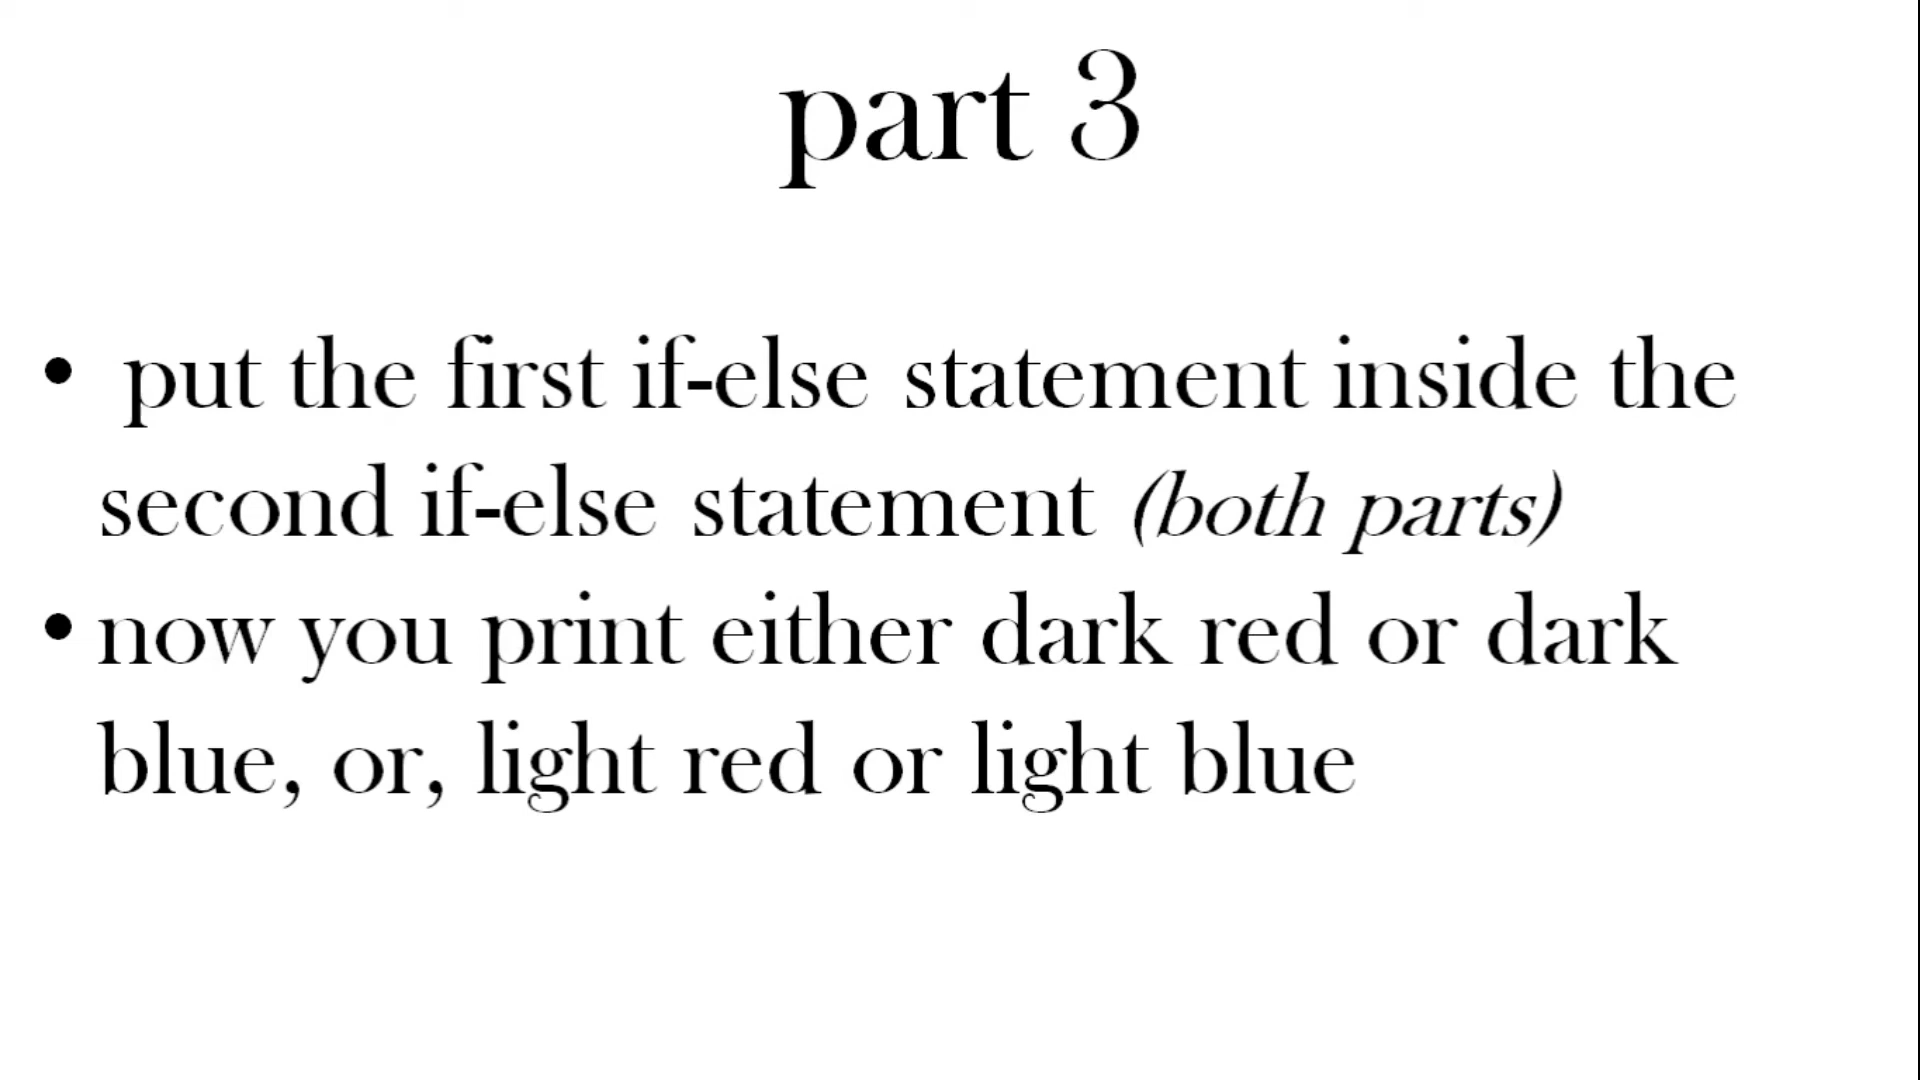 part 3
• put the first if-else statement inside the
second if-else statement (both parts)
• now you print either dark red or dark
blue, or, light red or light blue